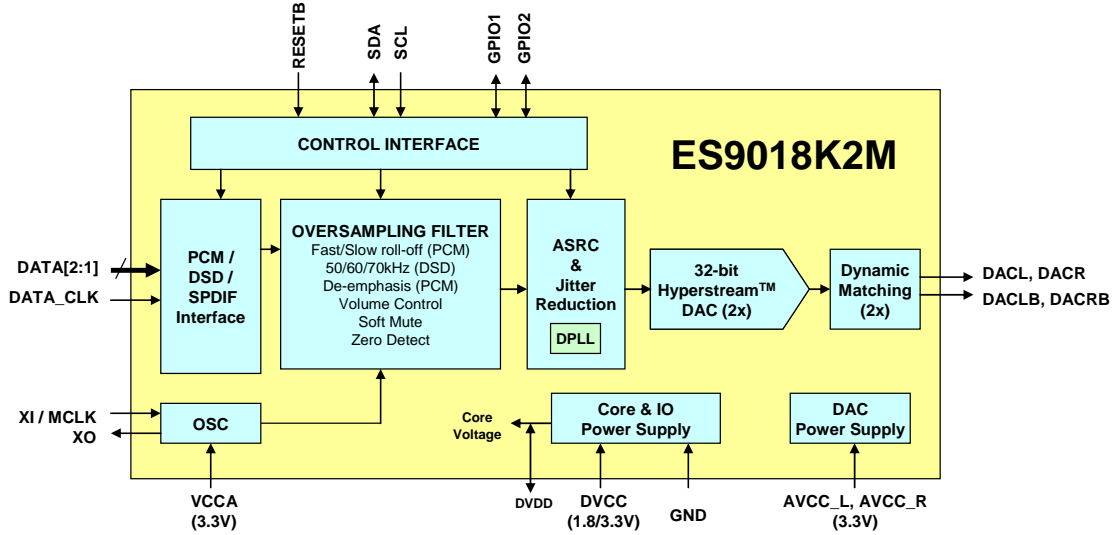 RESETB
SDA
SCL
GPIO1
GPIO2
CONTROL INTERFACE
ES9018K2M
PCM /
DSD /
SPDIF
Interface
OVERSAMPLING FILTER
Fast/Slow roll-off (PCM)
50/60/70kHz (DSD)
De-emphasis (PCM)
Volume Control
Soft Mute
Zero Detect
ASRC
&
Jitter
Reduction
DPLL
32-bit
Hyperstream™
DAC (2x)
Dynamic
Matching
(2x)
DATA[2:1]
DATA_CLK
DACL, DACR
DACLB, DACRB
XI / MCLK
XO
OSC
Core
Voltage
Core & IO
Power Supply
DAC
Power Supply
VCCA
(3.3V)
DVDD
DVCC
(1.8/3.3V)
GND
AVCC_L, AVCC_R
(3.3V)